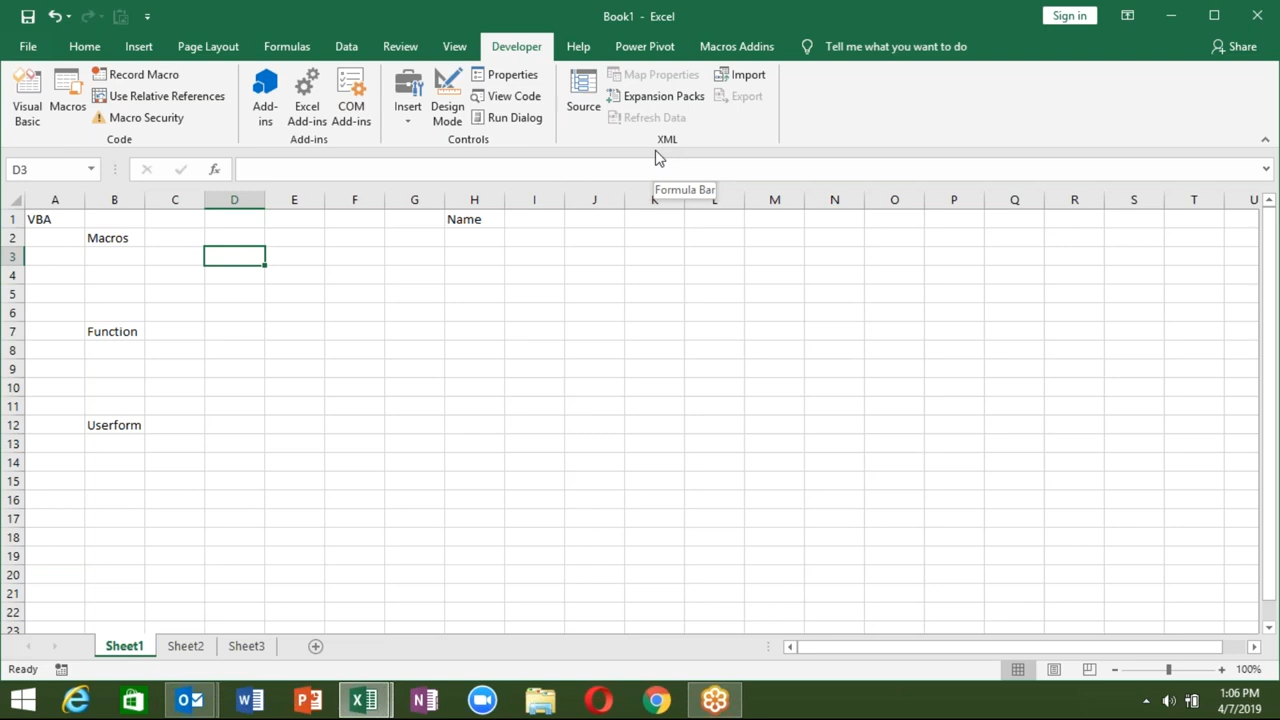 Book1 - Excel
Sign in
File Home Insert Page Layout Formulas Data Review View Developer Help Power Pivot Macros Addins Tell me what you want to do Share
Visual Basic
Macros
Record Macro
Use Relative References
Macro Security
Code
Add-ins
Excel Add-ins
COM Add-ins
Add-ins
Insert
Design Mode
Properties
View Code
Run Dialog
Controls
Source
Map Properties
Expansion Packs
Refresh Data
Import
Export
XML
D3
fx
Formula Bar
A B C D E F G H I J K L M N O P Q R S T U
1 VBA Name
2 Macros
3
4
5
6
7 Function
8
9
10
11
12 Userform
13
14
15
16
17
18
19
20
21
22
23
Sheet1 Sheet2 Sheet3
Ready
100%
1:06 PM
4/7/2019